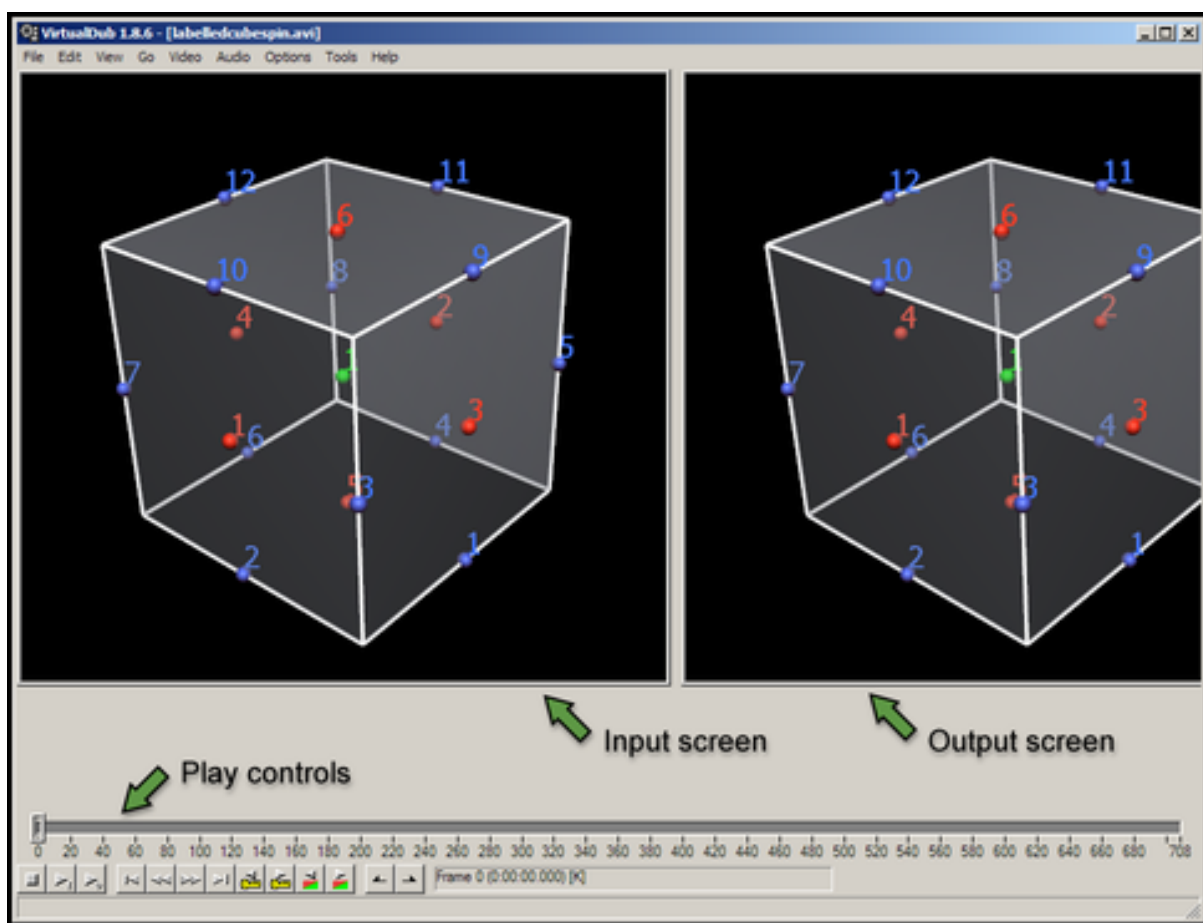 VirtualDub 1.8.6 - [labelledcubespin.avi]
File Edit View Go Video Audio Options Tools Help
12 11
6
10 8 9
4 2
7 1 5
1 6 4 3
5 3
2 1
12 11
6
10 8 9
4 2
7 1
1 6 4 3
5 3
2 1
Input screen
Output screen
Play controls
0 20 40 60 80 100 120 140 160 180 200 220 240 260 280 300 320 340 360 380 400 420 440 460 480 500 520 540 560 580 600 620 640 660 680 708
Frame 0 (0:00:00.000) [K]